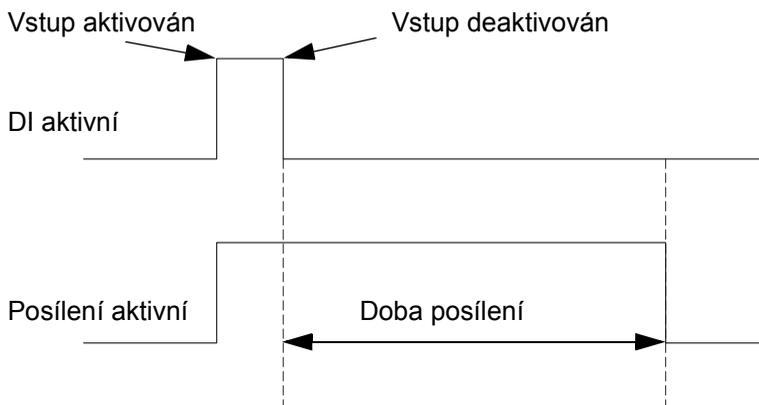 Vstup aktivován
Vstup deaktivován
DI aktivní
Posílení aktivní
Doba posílení